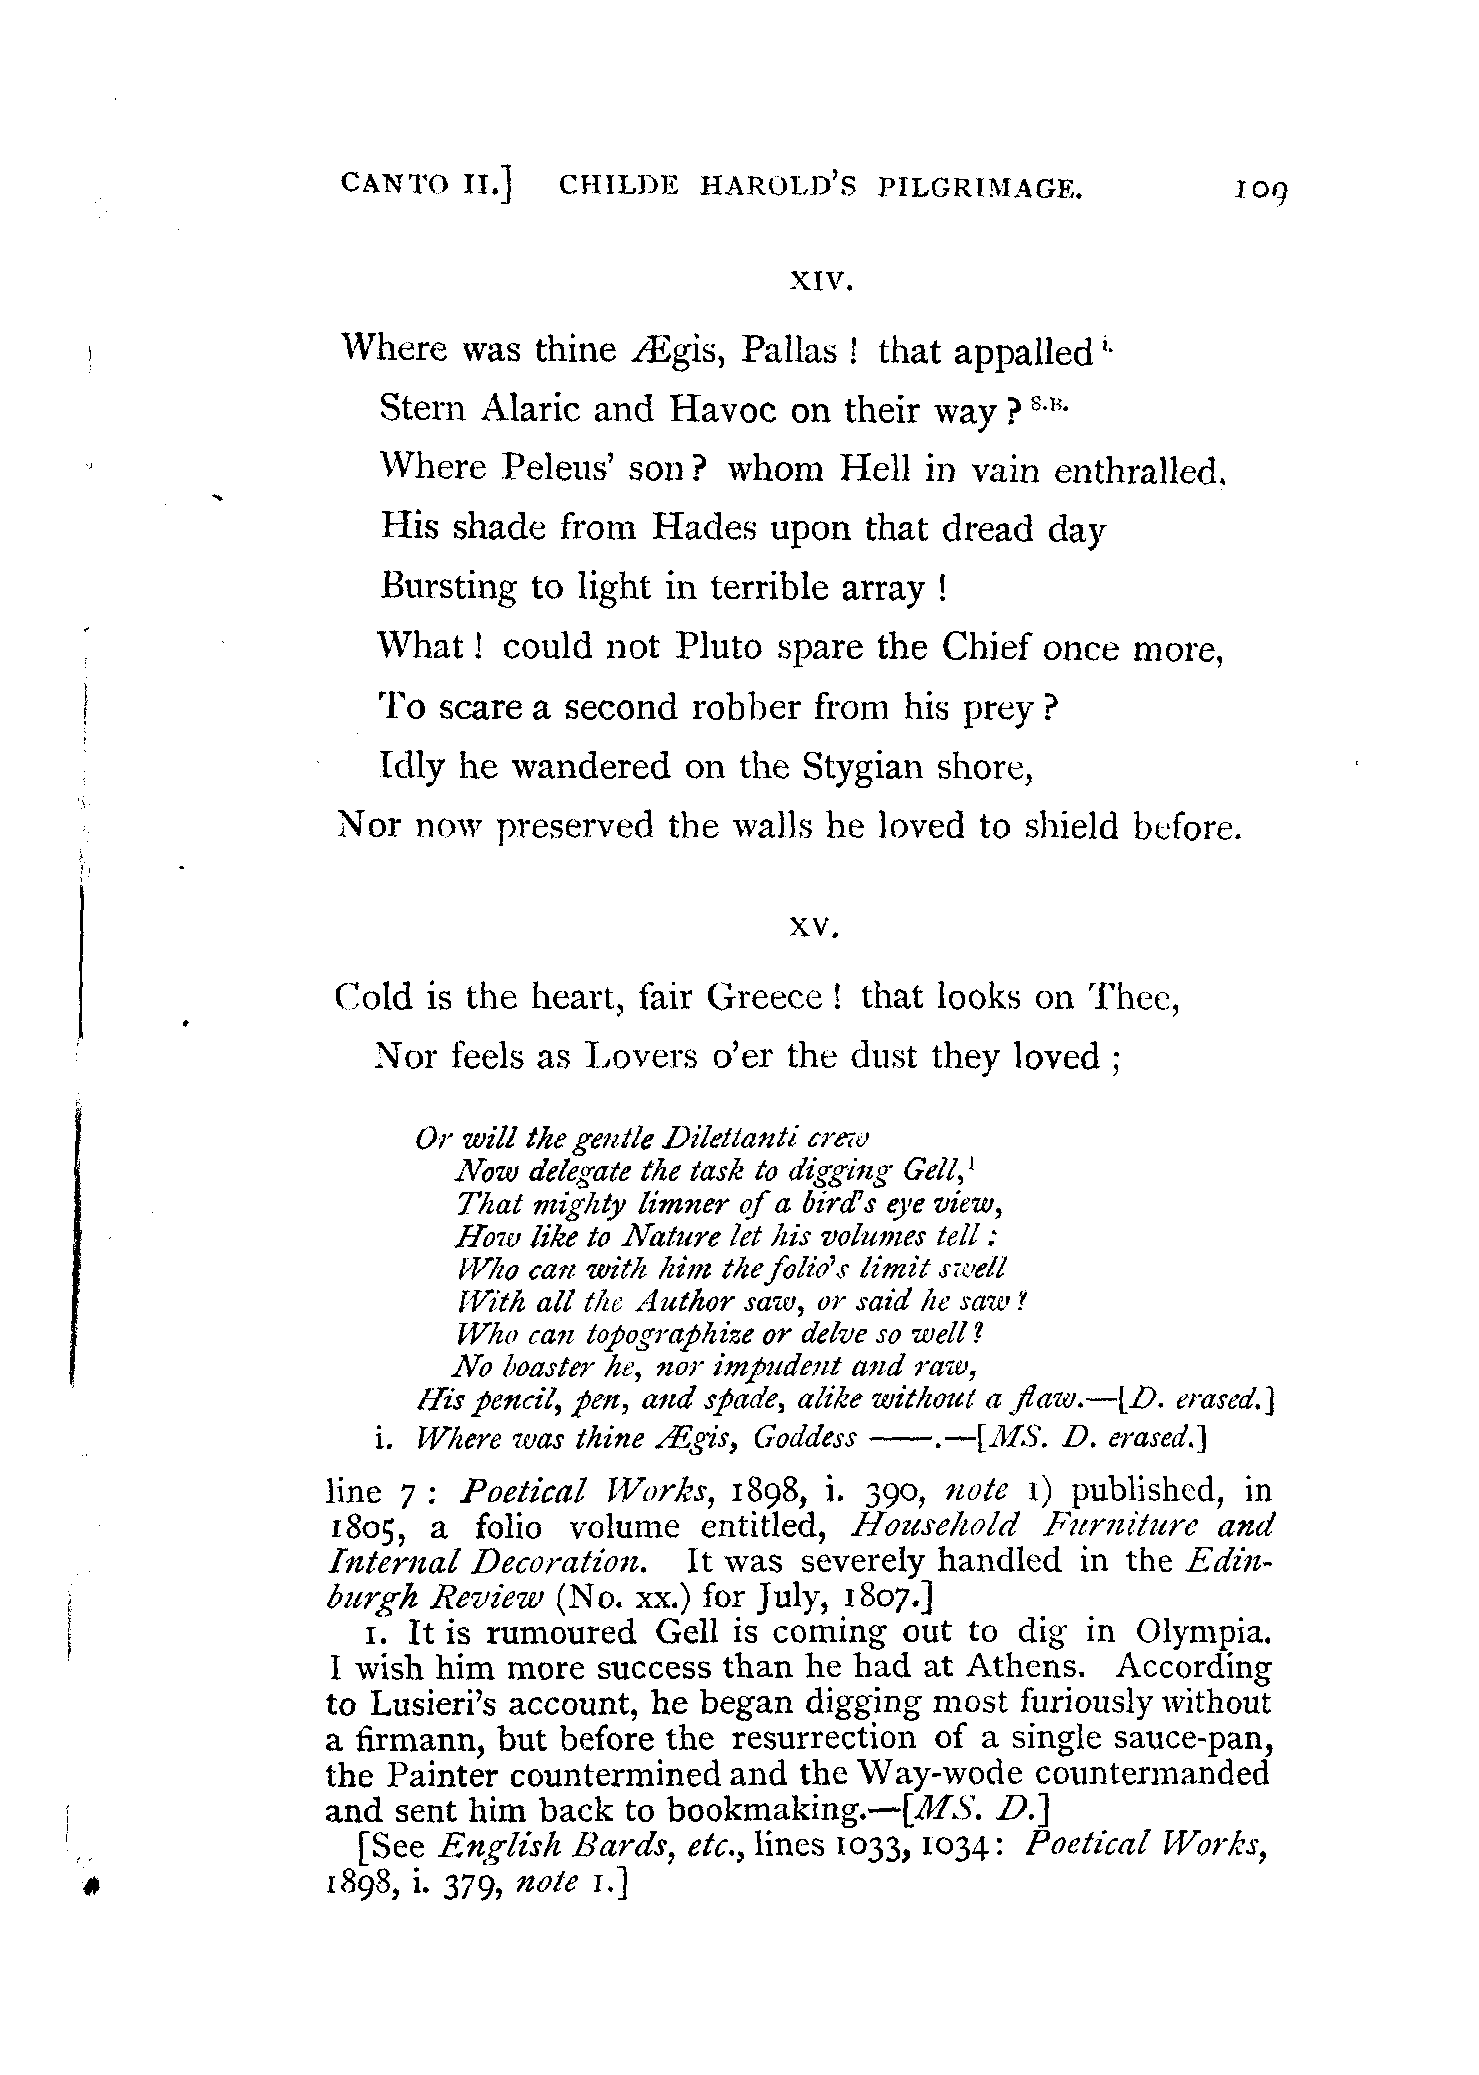 CANTO II.] CHILDE HAROLD'S PILGRIMAGE. 109
XIV.
Where was thine Ægis, Pallas! that appalled i.
Stern Alaric and Havoc on their way? S.B.
Where Peleus' son? whom Hell in vain enthralled,
His shade from Hades upon that dread day
Bursting to light in terrible array!
What! could not Pluto spare the Chief once more,
To scare a second robber from his prey?
Idly he wandered on the Stygian shore,
Nor now preserved the walls he loved to shield before.
XV.
Cold is the heart, fair Greece! that looks on Thee,
Nor feels as Lovers o'er the dust they loved;
Or will the gentle Dilettanti crew
Now delegate the task to digging Gell,¹
That mighty limner of a bird's eye view,
How like to Nature let his volumes tell:
Who can with him the folio's limit swell
With all the Author saw, or said he saw?
Who can topographize or delve so well?
No boaster he, nor impudent and raw,
His pencil, pen, and spade, alike without a flaw.—[D. erased.]
i. Where was thine Ægis, Goddess ——.—[MS. D. erased.]
line 7: Poetical Works, 1898, i. 390, note 1) published, in
1805, a folio volume entitled, Household Furniture and
Internal Decoration. It was severely handled in the Edin-
burgh Review (No. xx.) for July, 1807.]
1. It is rumoured Gell is coming out to dig in Olympia.
I wish him more success than he had at Athens. According
to Lusieri's account, he began digging most furiously without
a firmann, but before the resurrection of a single sauce-pan,
the Painter countermined and the Way-wode countermanded
and sent him back to bookmaking.—[MS. D.]
[See English Bards, etc., lines 1033, 1034: Poetical Works,
1898, i. 379, note 1.]